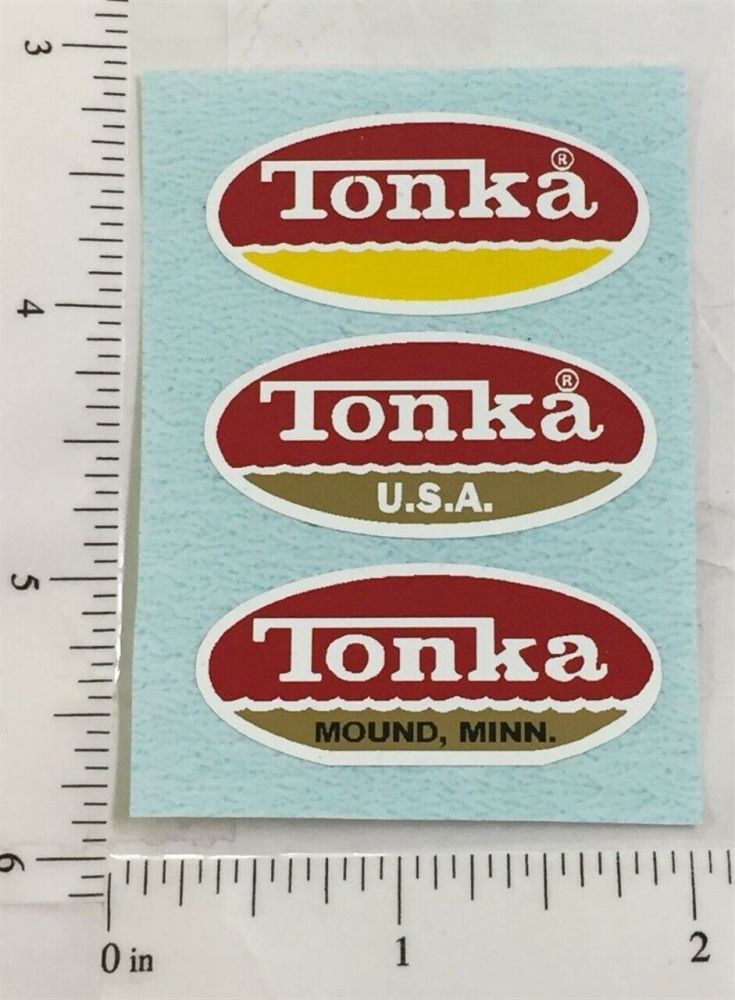 3
Tonka®
4
Tonka®
U.S.A.
5
Tonka
MOUND, MINN.
6
0 in 1 2